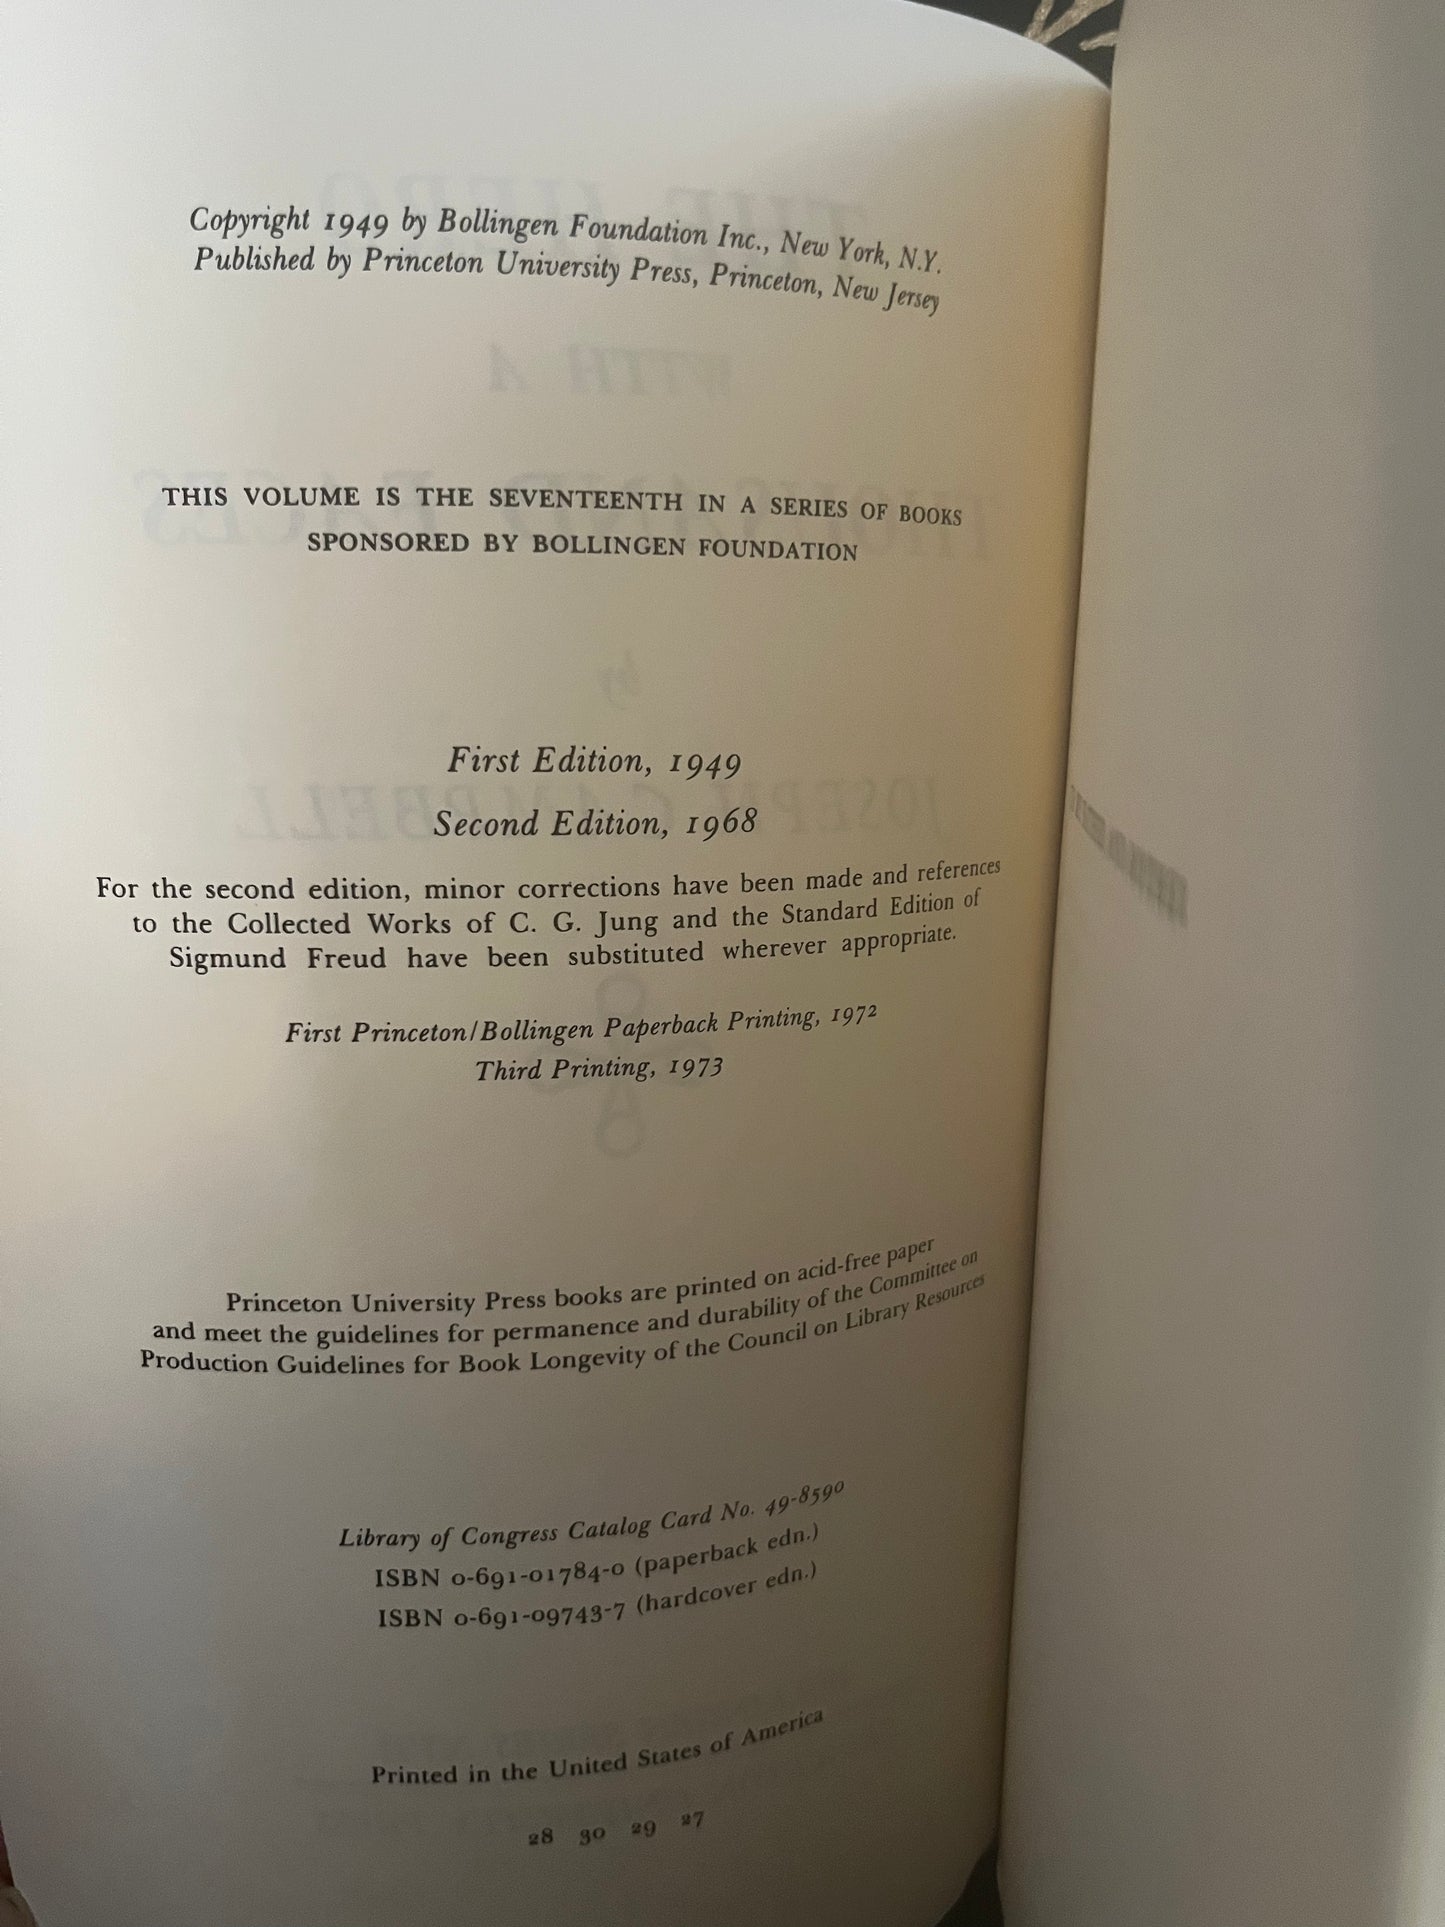 Copyright 1949 by Bollingen Foundation Inc., New York, N.Y.
Published by Princeton University Press, Princeton, New Jersey
THIS VOLUME IS THE SEVENTEENTH IN A SERIES OF BOOKS
SPONSORED BY BOLLINGEN FOUNDATION
First Edition, 1949
Second Edition, 1968
For the second edition, minor corrections have been made and references
to the Collected Works of C. G. Jung and the Standard Edition of
Sigmund Freud have been substituted wherever appropriate.
First Princeton/Bollingen Paperback Printing, 1972
Third Printing, 1973
Princeton University Press books are printed on acid-free paper
and meet the guidelines for permanence and durability of the Committee on
Production Guidelines for Book Longevity of the Council on Library Resources
Library of Congress Catalog Card No. 49-8590
ISBN 0-691-01784-0 (paperback edn.)
ISBN 0-691-09743-7 (hardcover edn.)
Printed in the United States of America
28 30 29 27